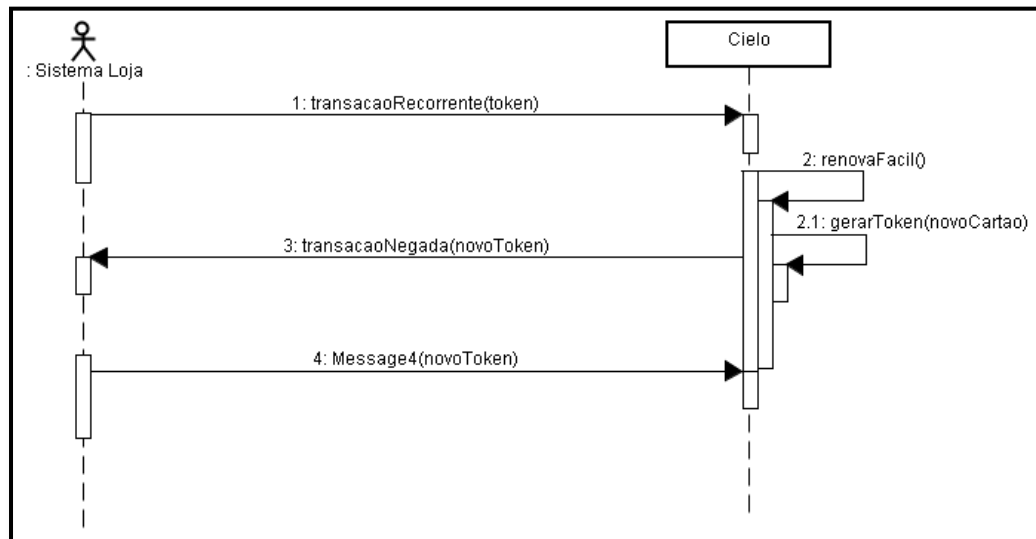 : Sistema Loja
Cielo
1: transacaoRecorrente(token)
2: renovaFacil()
2.1: gerarToken(novoCartao)
3: transacaoNegada(novoToken)
4: Message4(novoToken)